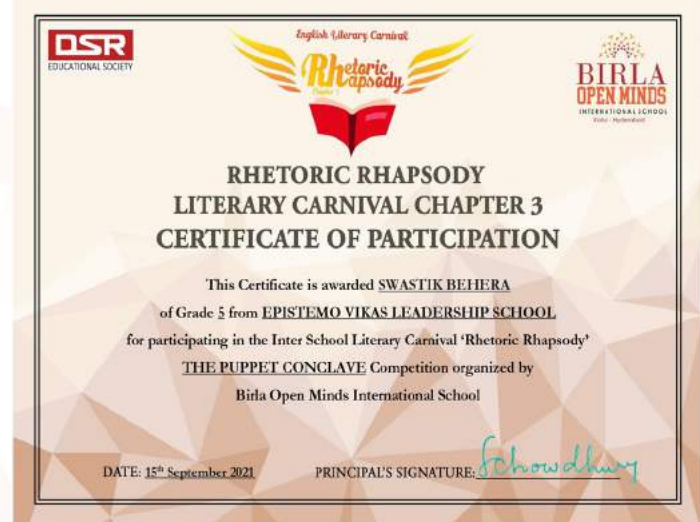 DSR
EDUCATIONAL SOCIETY
English Literary Carnival
Rhetoric
Rapsody
BIRLA
OPEN MINDS
INTERNATIONAL SCHOOL
RHETORIC RHAPSODY
LITERARY CARNIVAL CHAPTER 3
CERTIFICATE OF PARTICIPATION
This Certificate is awarded SWASTIK BEHERA
of Grade 5 from EPISTEMO VIKAS LEADERSHIP SCHOOL
for participating in the Inter School Literary Carnival ‘Rhetoric Rhapsody’
THE PUPPET CONCLAVE Competition organized by
Birla Open Minds International School
DATE: 15th September 2021
PRINCIPAL'S SIGNATURE: SChowdhury